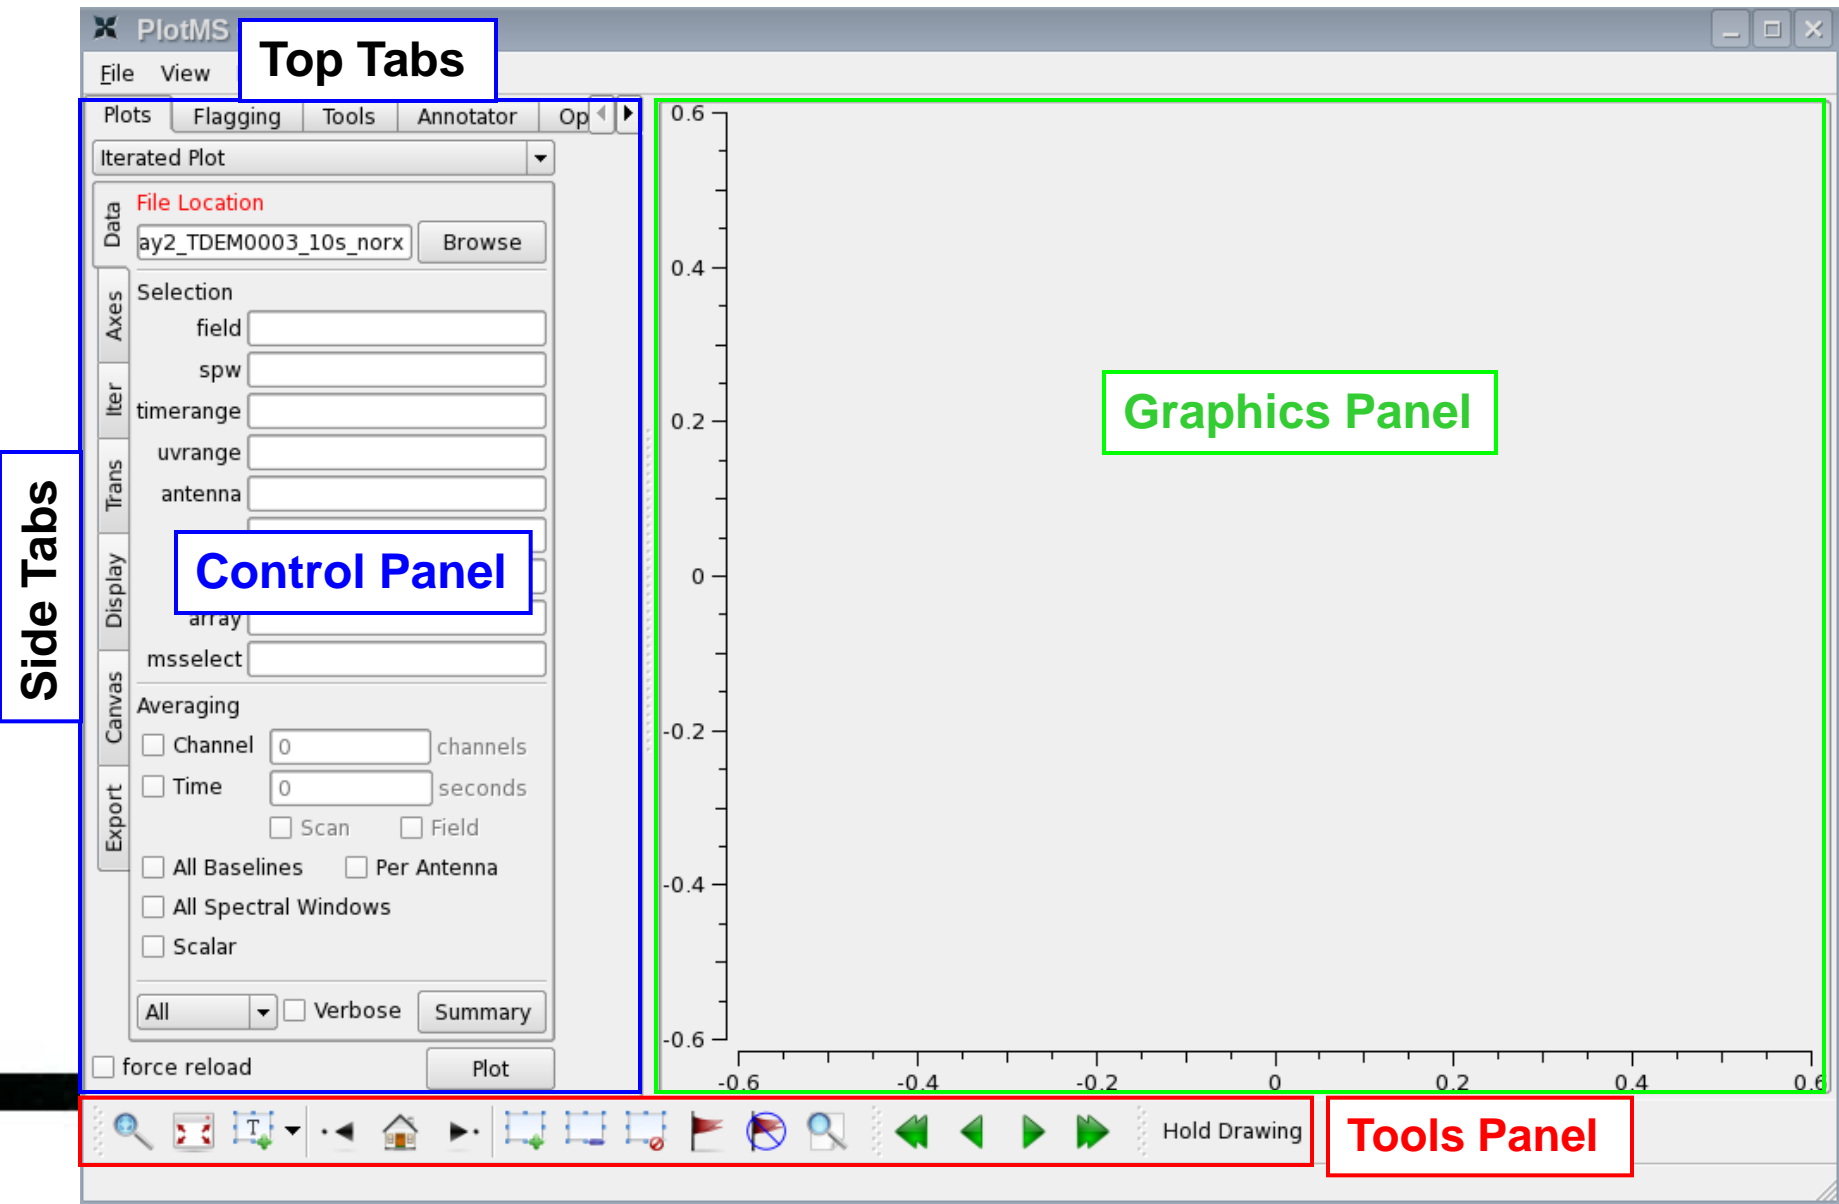 PlotMS
Top Tabs
File View
Plots Flagging Tools Annotator Op
Iterated Plot
Data
File Location
ay2_TDEM0003_10s_norx Browse
Axes
Selection
field
spw
Iter
timerange
uvrange
Trans
antenna
Side Tabs
Control Panel
Display
array
msselect
Canvas
Averaging
Channel 0 channels
Time 0 seconds
Export
Scan Field
All Baselines Per Antenna
All Spectral Windows
Scalar
All Verbose Summary
force reload Plot
Graphics Panel
0.6
0.4
0.2
0
-0.2
-0.4
-0.6
-0.6 -0.4 -0.2 0 0.2 0.4 0.6
T
Hold Drawing
Tools Panel